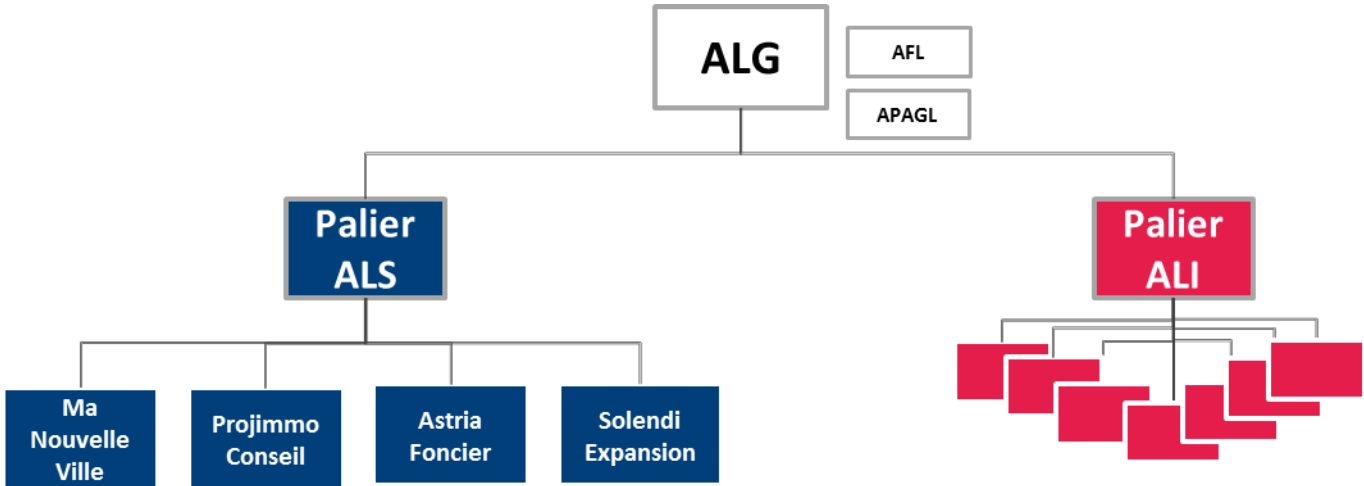 ALG
AFL
APAGL
Palier
ALS
Palier
ALI
Ma
Nouvelle
Ville
Projimmo
Conseil
Astria
Foncier
Solendi
Expansion